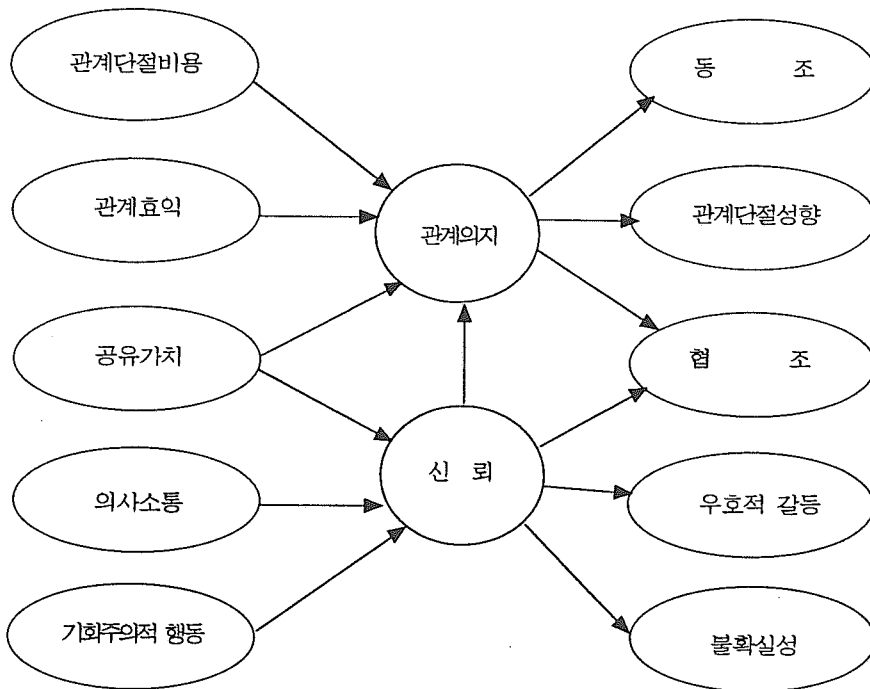 관계단절비용
동 조
관계효익
관계의지
관계단절성향
공유가치
협 조
신 뢰
의사소통
우호적 갈등
기회주의적 행동
불확실성